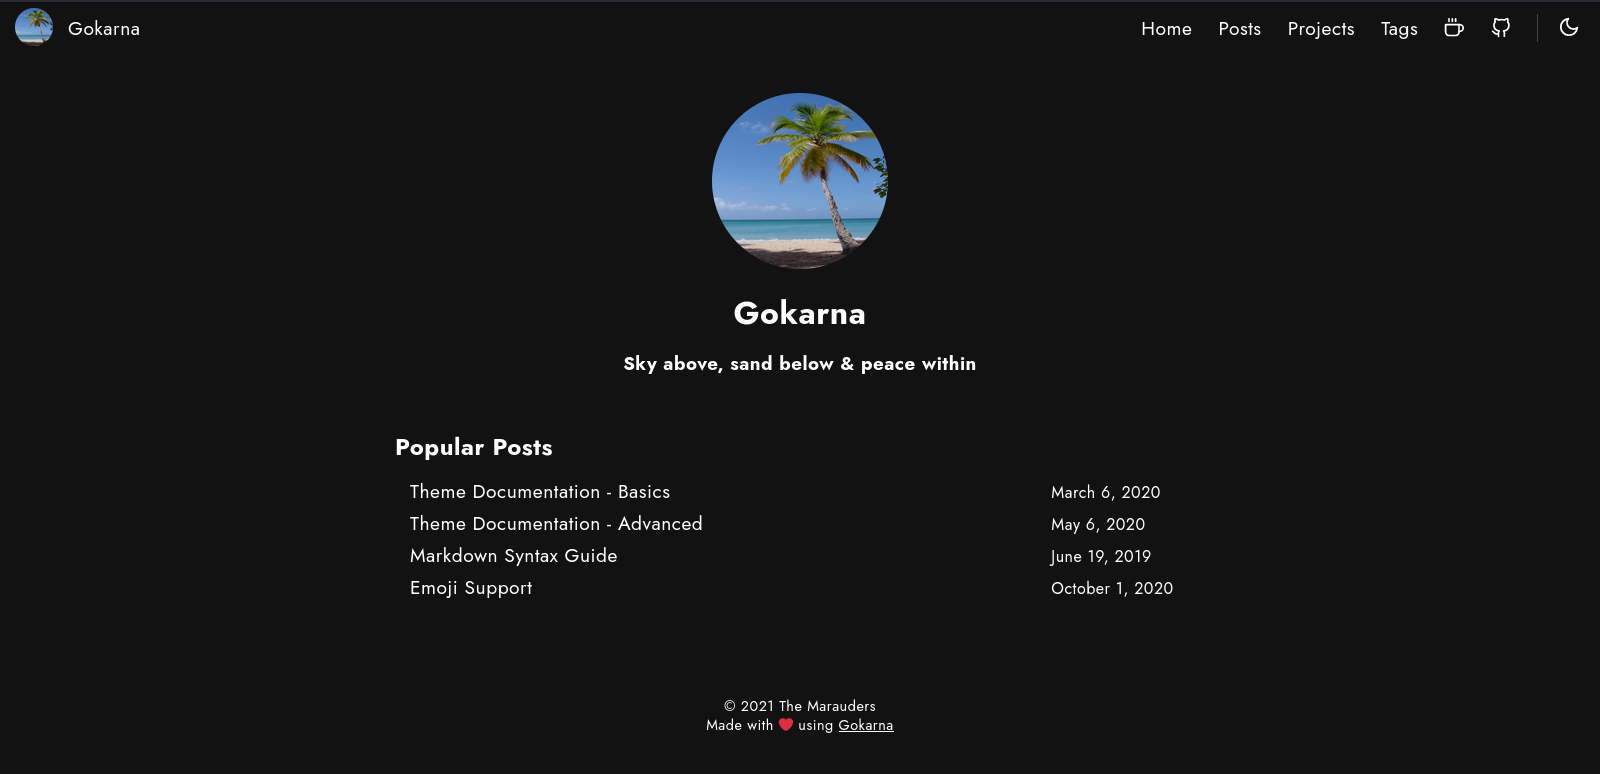 Gokarna
Home Posts Projects Tags
Gokarna
Sky above, sand below & peace within
Popular Posts
Theme Documentation - Basics March 6, 2020
Theme Documentation - Advanced May 6, 2020
Markdown Syntax Guide June 19, 2019
Emoji Support October 1, 2020
© 2021 The Marauders
Made with ❤️ using Gokarna